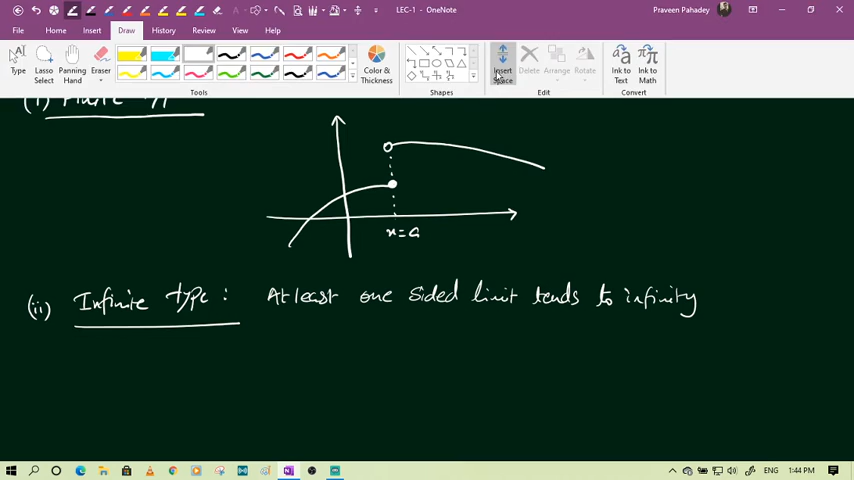 LEC-1 - OneNote
Praveen Pahadey
File Home Insert Draw History Review View Help
Type
Lasso Select
Panning Hand
Eraser
Color & Thickness
Insert Space
Delete
Arrange
Rotate
Ink to Text
Ink to Math
Tools
Shapes
Edit
Convert
(i)
x=a
(ii) Infinite type : At least one sided limit tends to infinity
ENG 1:44 PM